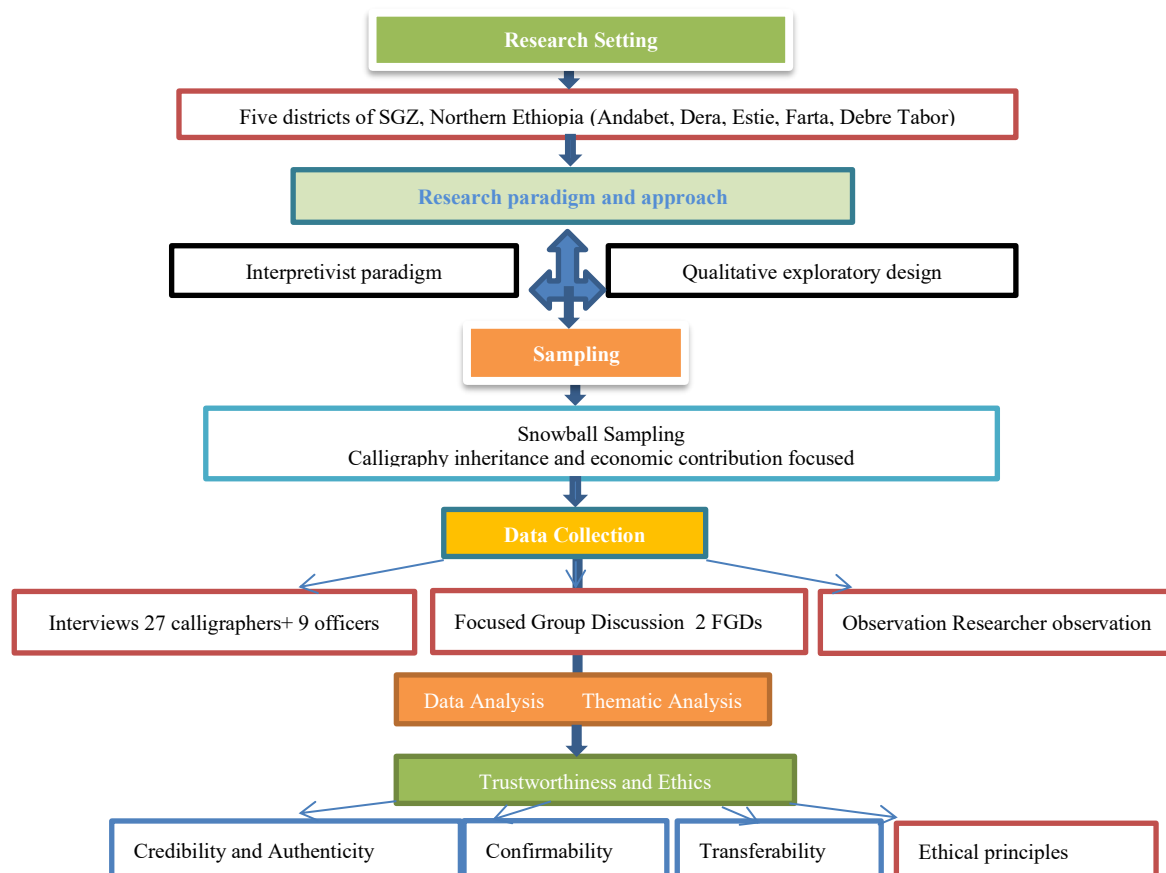 Research Setting
Five districts of SGZ, Northern Ethiopia (Andabet, Dera, Estie, Farta, Debre Tabor)
Research paradigm and approach
Interpretivist paradigm
Qualitative exploratory design
Sampling
Snowball Sampling
Calligraphy inheritance and economic contribution focused
Data Collection
Interviews 27 calligraphers+ 9 officers
Focused Group Discussion 2 FGDs
Observation Researcher observation
Data Analysis Thematic Analysis
Trustworthiness and Ethics
Credibility and Authenticity
Confirmability
Transferability
Ethical principles